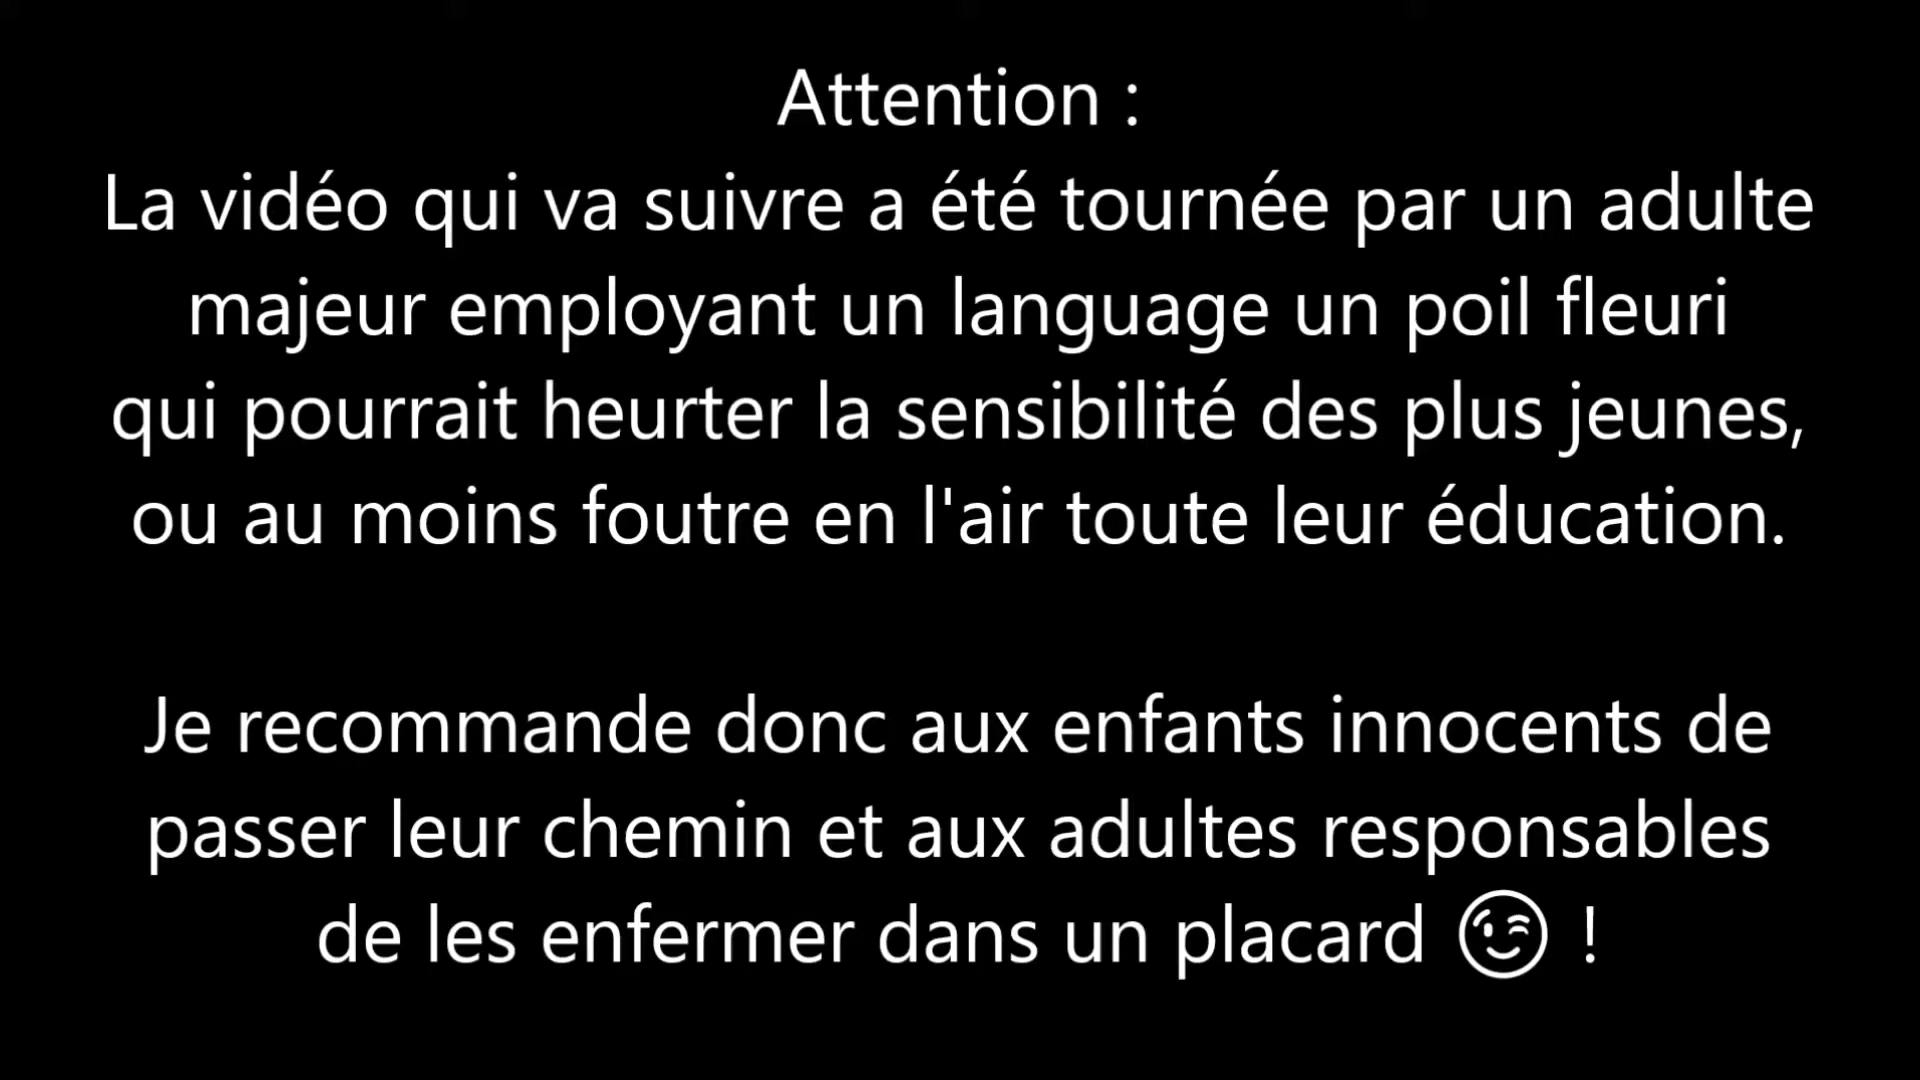 Attention :
La vidéo qui va suivre a été tournée par un adulte
majeur employant un language un poil fleuri
qui pourrait heurter la sensibilité des plus jeunes,
ou au moins foutre en l'air toute leur éducation.
Je recommande donc aux enfants innocents de
passer leur chemin et aux adultes responsables
de les enfermer dans un placard 😉 !